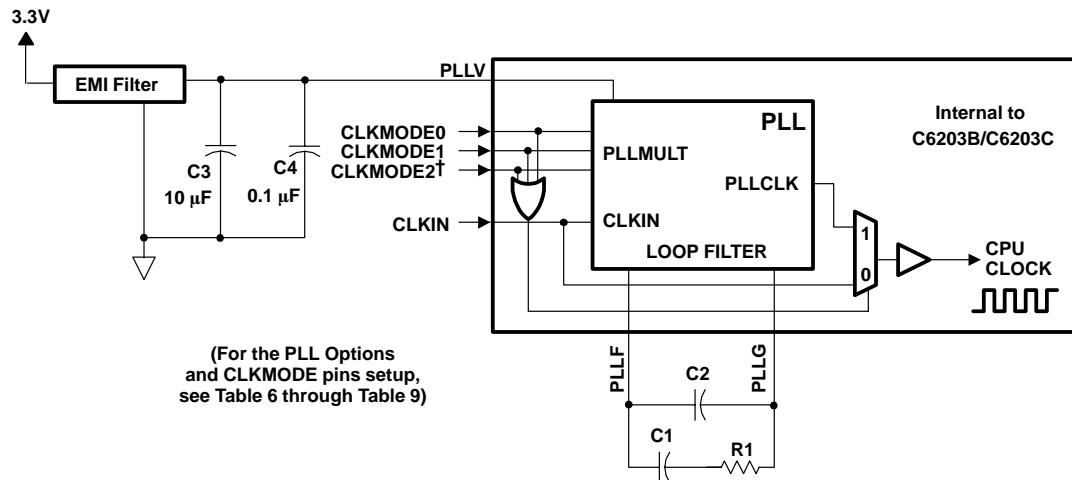 3.3V
EMI Filter
PLLV
C3
10 µF
C4
0.1 µF
CLKMODE0
CLKMODE1
CLKMODE2†
CLKIN
PLL
PLLMULT
PLLCLK
CLKIN
LOOP FILTER
Internal to
C6203B/C6203C
1
0
CPU
CLOCK
(For the PLL Options
and CLKMODE pins setup,
see Table 6 through Table 9)
PLLF
PLLG
C2
C1
R1